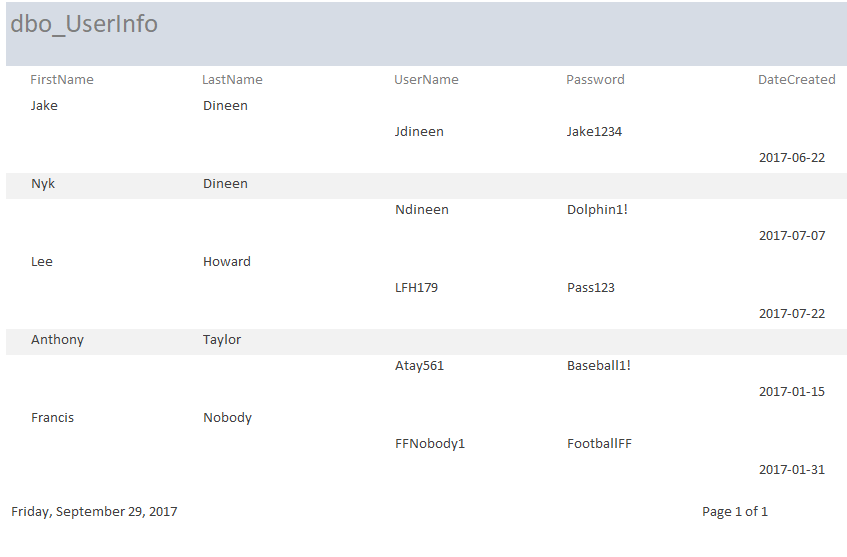 dbo_UserInfo
FirstName LastName UserName Password DateCreated
Jake Dineen
Jdineen Jake1234
2017-06-22
Nyk Dineen
Ndineen Dolphin1!
2017-07-07
Lee Howard
LFH179 Pass123
2017-07-22
Anthony Taylor
Atay561 Baseball1!
2017-01-15
Francis Nobody
FFNobody1 FootballFF
2017-01-31
Friday, September 29, 2017 Page 1 of 1